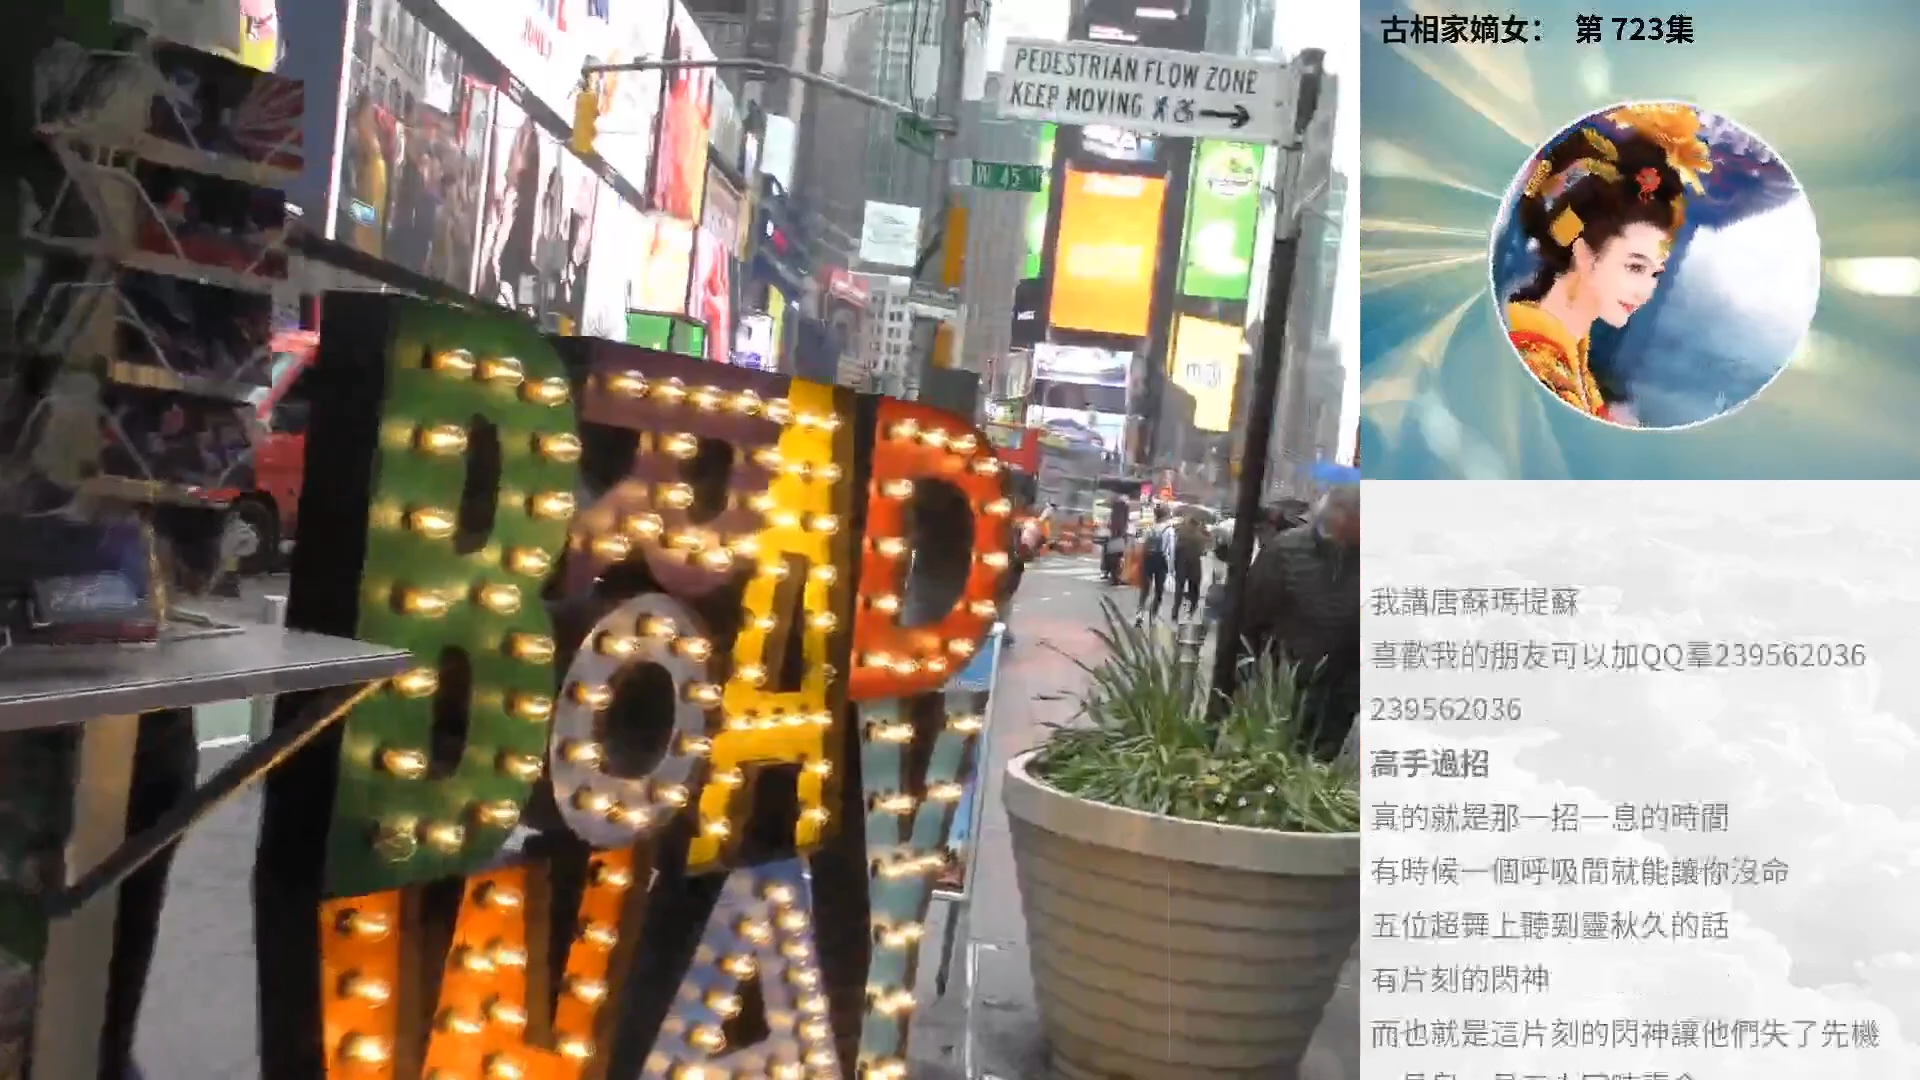 古相家嫡女： 第 723集
PEDESTRIAN FLOW ZONE
KEEP MOVING
W 45
BROAD
WAY
我講唐蘇瑪提蘇
喜歡我的朋友可以加QQ羣239562036
239562036
高手過招
真的就是那一招一息的時間
有時候一個呼吸間就能讓你沒命
五位超舞上聽到靈秋久的話
有片刻的閃神
而也就是這片刻的閃神讓他們失了先機